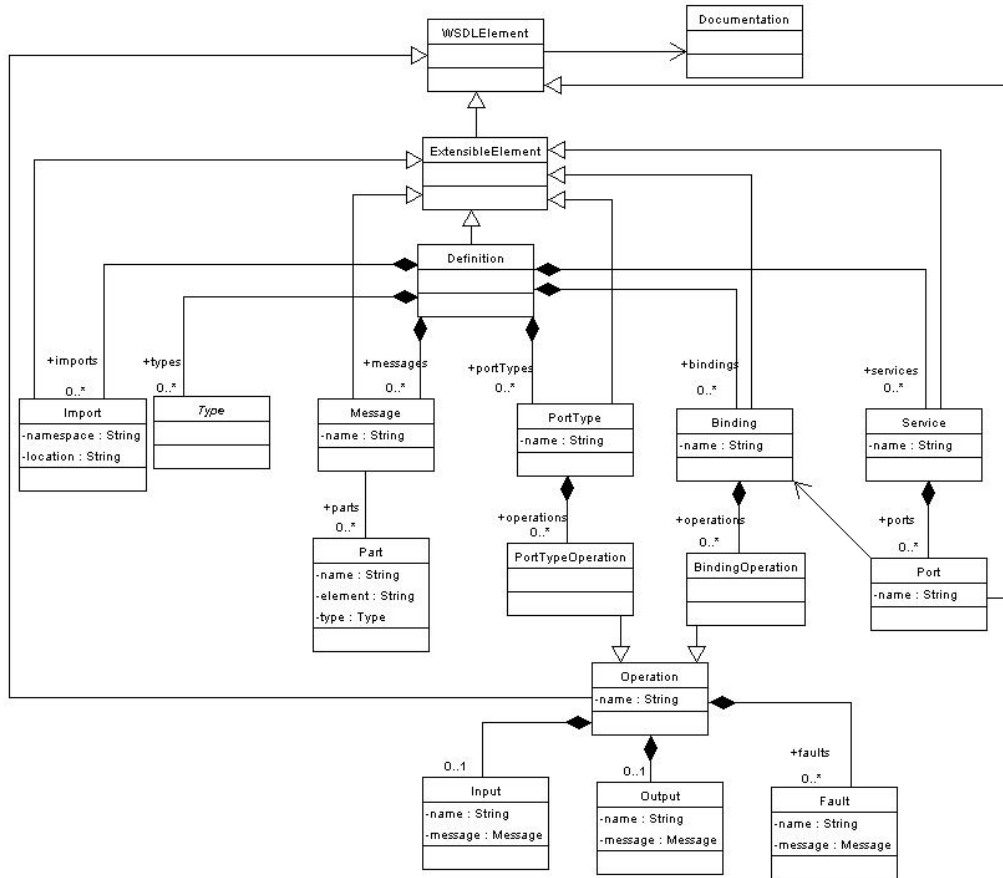 WSDLElement
Documentation
ExtensibleElement
Definition
+imports
0..*
+types
0..*
+messages
0..*
+portTypes
0..*
+bindings
0..*
+services
0..*
Import
-namespace : String
-location : String
Type
Message
-name : String
PortType
-name : String
Binding
-name : String
Service
-name : String
+parts
0..*
+operations
0..*
+operations
0..*
+ports
0..*
Part
-name : String
-element : String
-type : Type
PortTypeOperation
BindingOperation
Port
-name : String
Operation
-name : String
0..1
0..1
+faults
0..*
Input
-name : String
-message : Message
Output
-name : String
-message : Message
Fault
-name : String
-message : Message